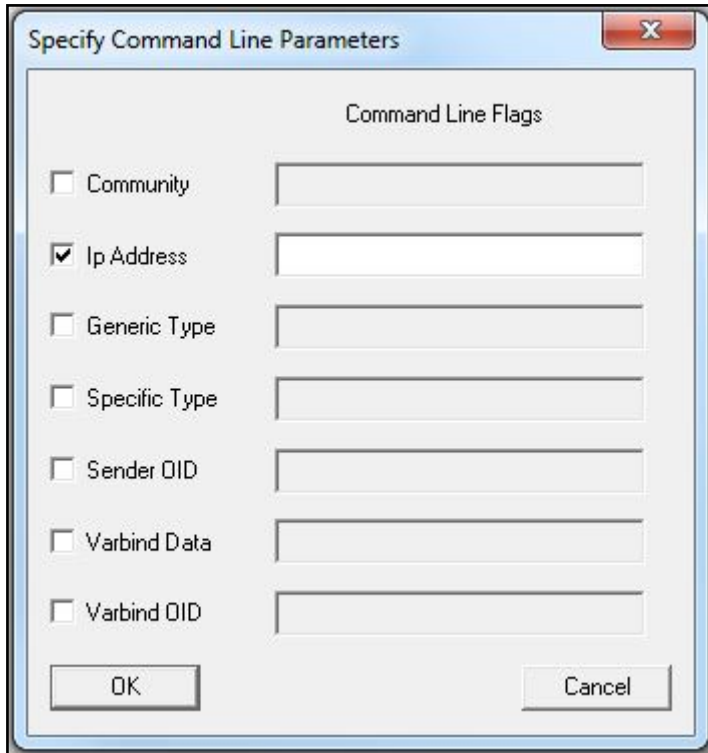 Specify Command Line Parameters
Command Line Flags
Community
Ip Address
Generic Type
Specific Type
Sender OID
Varbind Data
Varbind OID
OK
Cancel